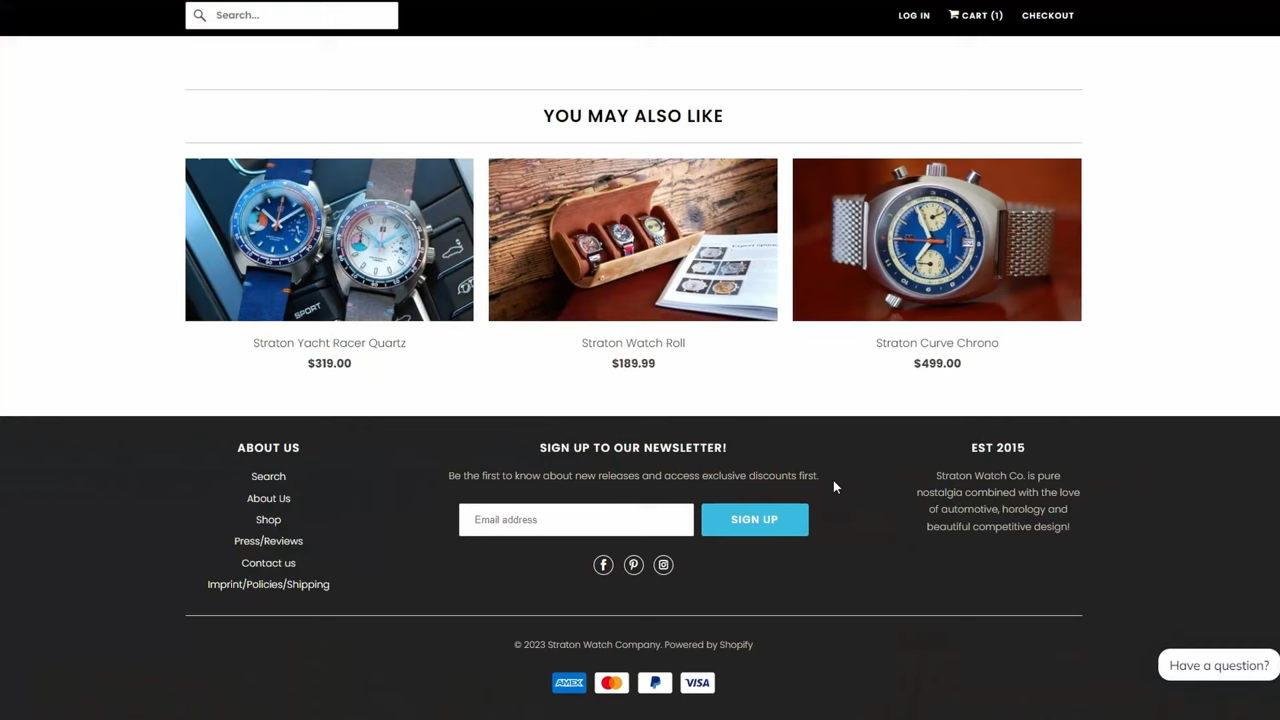 Search...
LOG IN
CART (1)
CHECKOUT
YOU MAY ALSO LIKE
SPORT
Straton Yacht Racer Quartz
$319.00
Straton Watch Roll
$189.99
Straton Curve Chrono
$499.00
ABOUT US
Search
About Us
Shop
Press/Reviews
Contact us
Imprint/Policies/Shipping
SIGN UP TO OUR NEWSLETTER!
Be the first to know about new releases and access exclusive discounts first.
Email address
SIGN UP
EST 2015
Straton Watch Co. is pure
nostalgia combined with the love
of automotive, horology and
beautiful competitive design!
© 2023 Straton Watch Company. Powered by Shopify
AMEX
VISA
Have a question?